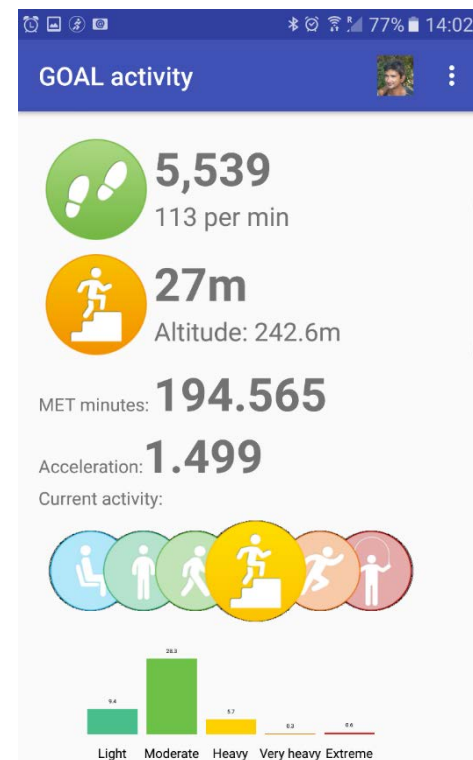 77% 14:02
GOAL activity
5,539
113 per min
27m
Altitude: 242.6m
MET minutes: 194.565
Acceleration: 1.499
Current activity:
28.3
9.4
5.7
0.3 0.6
Light Moderate Heavy Very heavy Extreme